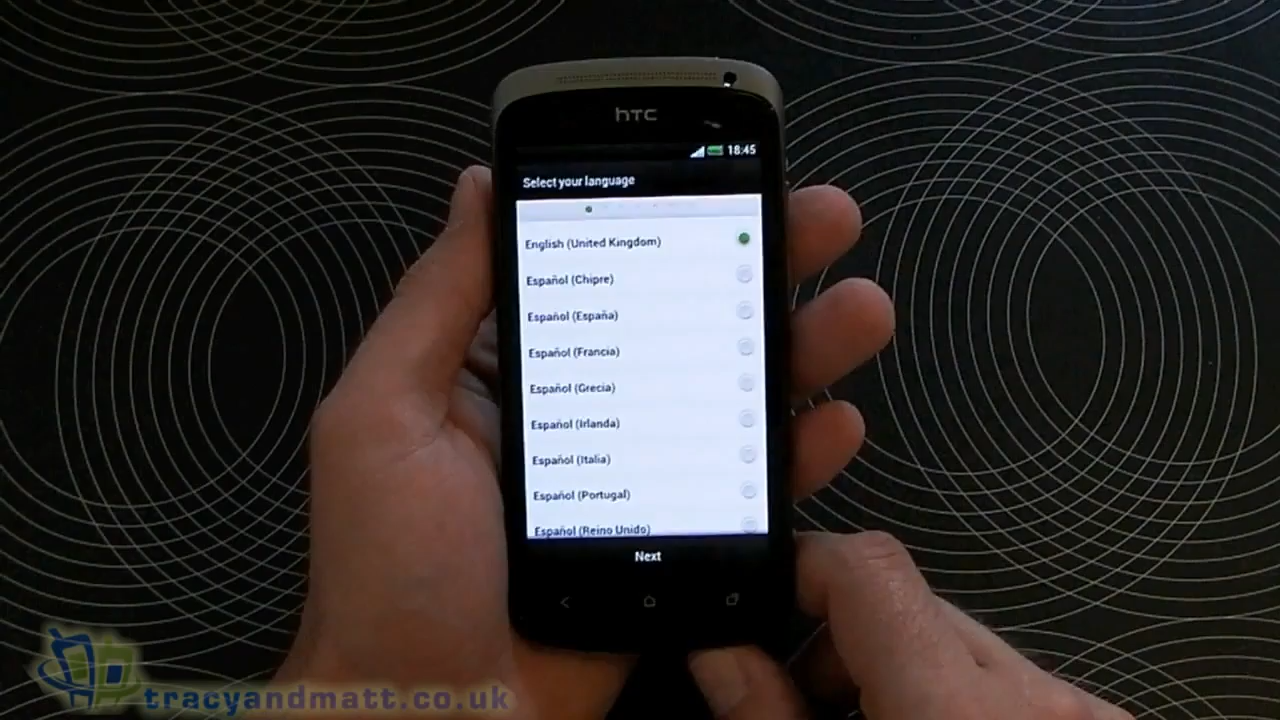 hTC
18:45
Select your language
English (United Kingdom)
Español (Chipre)
Español (España)
Español (Francia)
Español (Grecia)
Español (Irlanda)
Español (Italia)
Español (Portugal)
Español (Reino Unido)
Next
tracyandmatt.co.uk